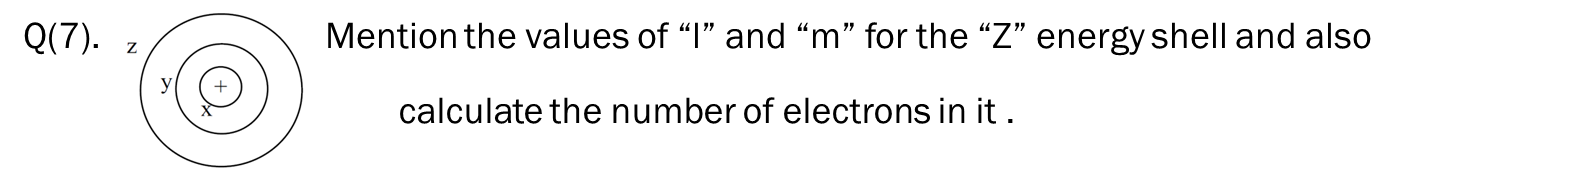 Q(7). z Mention the values of “l” and “m” for the “Z” energy shell and also
y +
x
calculate the number of electrons in it .